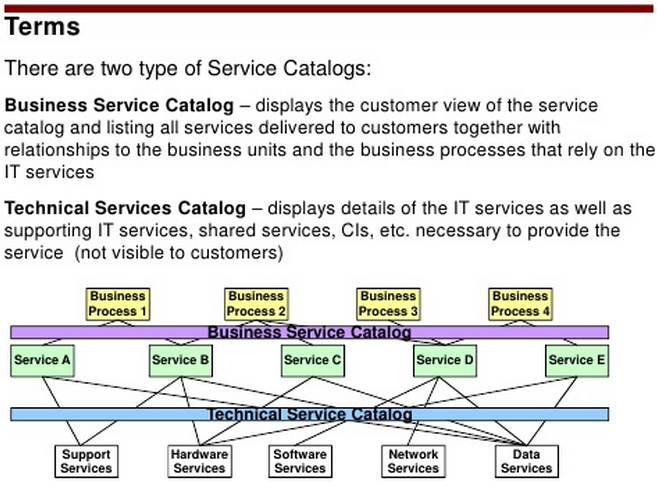 Terms
There are two type of Service Catalogs:
Business Service Catalog – displays the customer view of the service
catalog and listing all services delivered to customers together with
relationships to the business units and the business processes that rely on the
IT services
Technical Services Catalog – displays details of the IT services as well as
supporting IT services, shared services, CIs, etc. necessary to provide the
service (not visible to customers)
Business
Process 1
Business
Process 2
Business
Process 3
Business
Process 4
Business Service Catalog
Service A
Service B
Service C
Service D
Service E
Technical Service Catalog
Support
Services
Hardware
Services
Software
Services
Network
Services
Data
Services